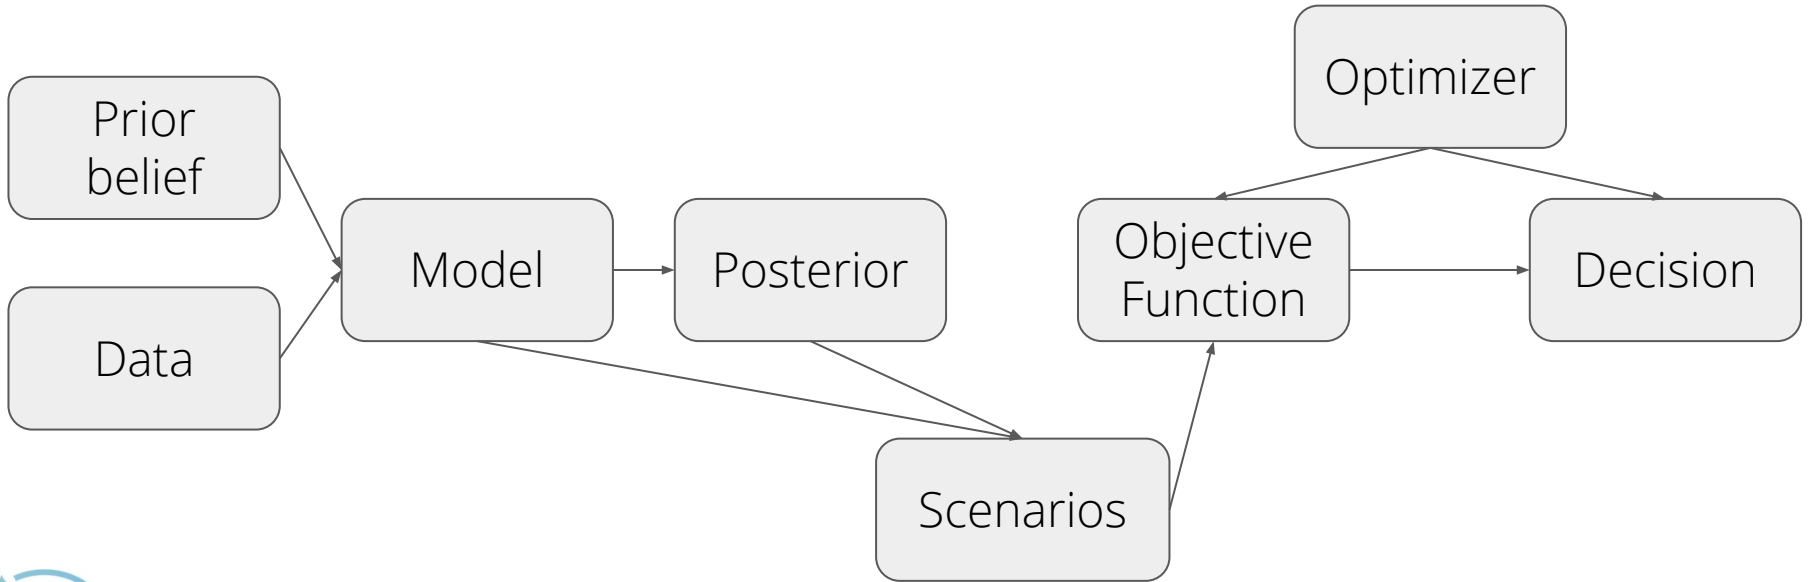 Prior
belief
Data
Model
Posterior
Scenarios
Optimizer
Objective
Function
Decision